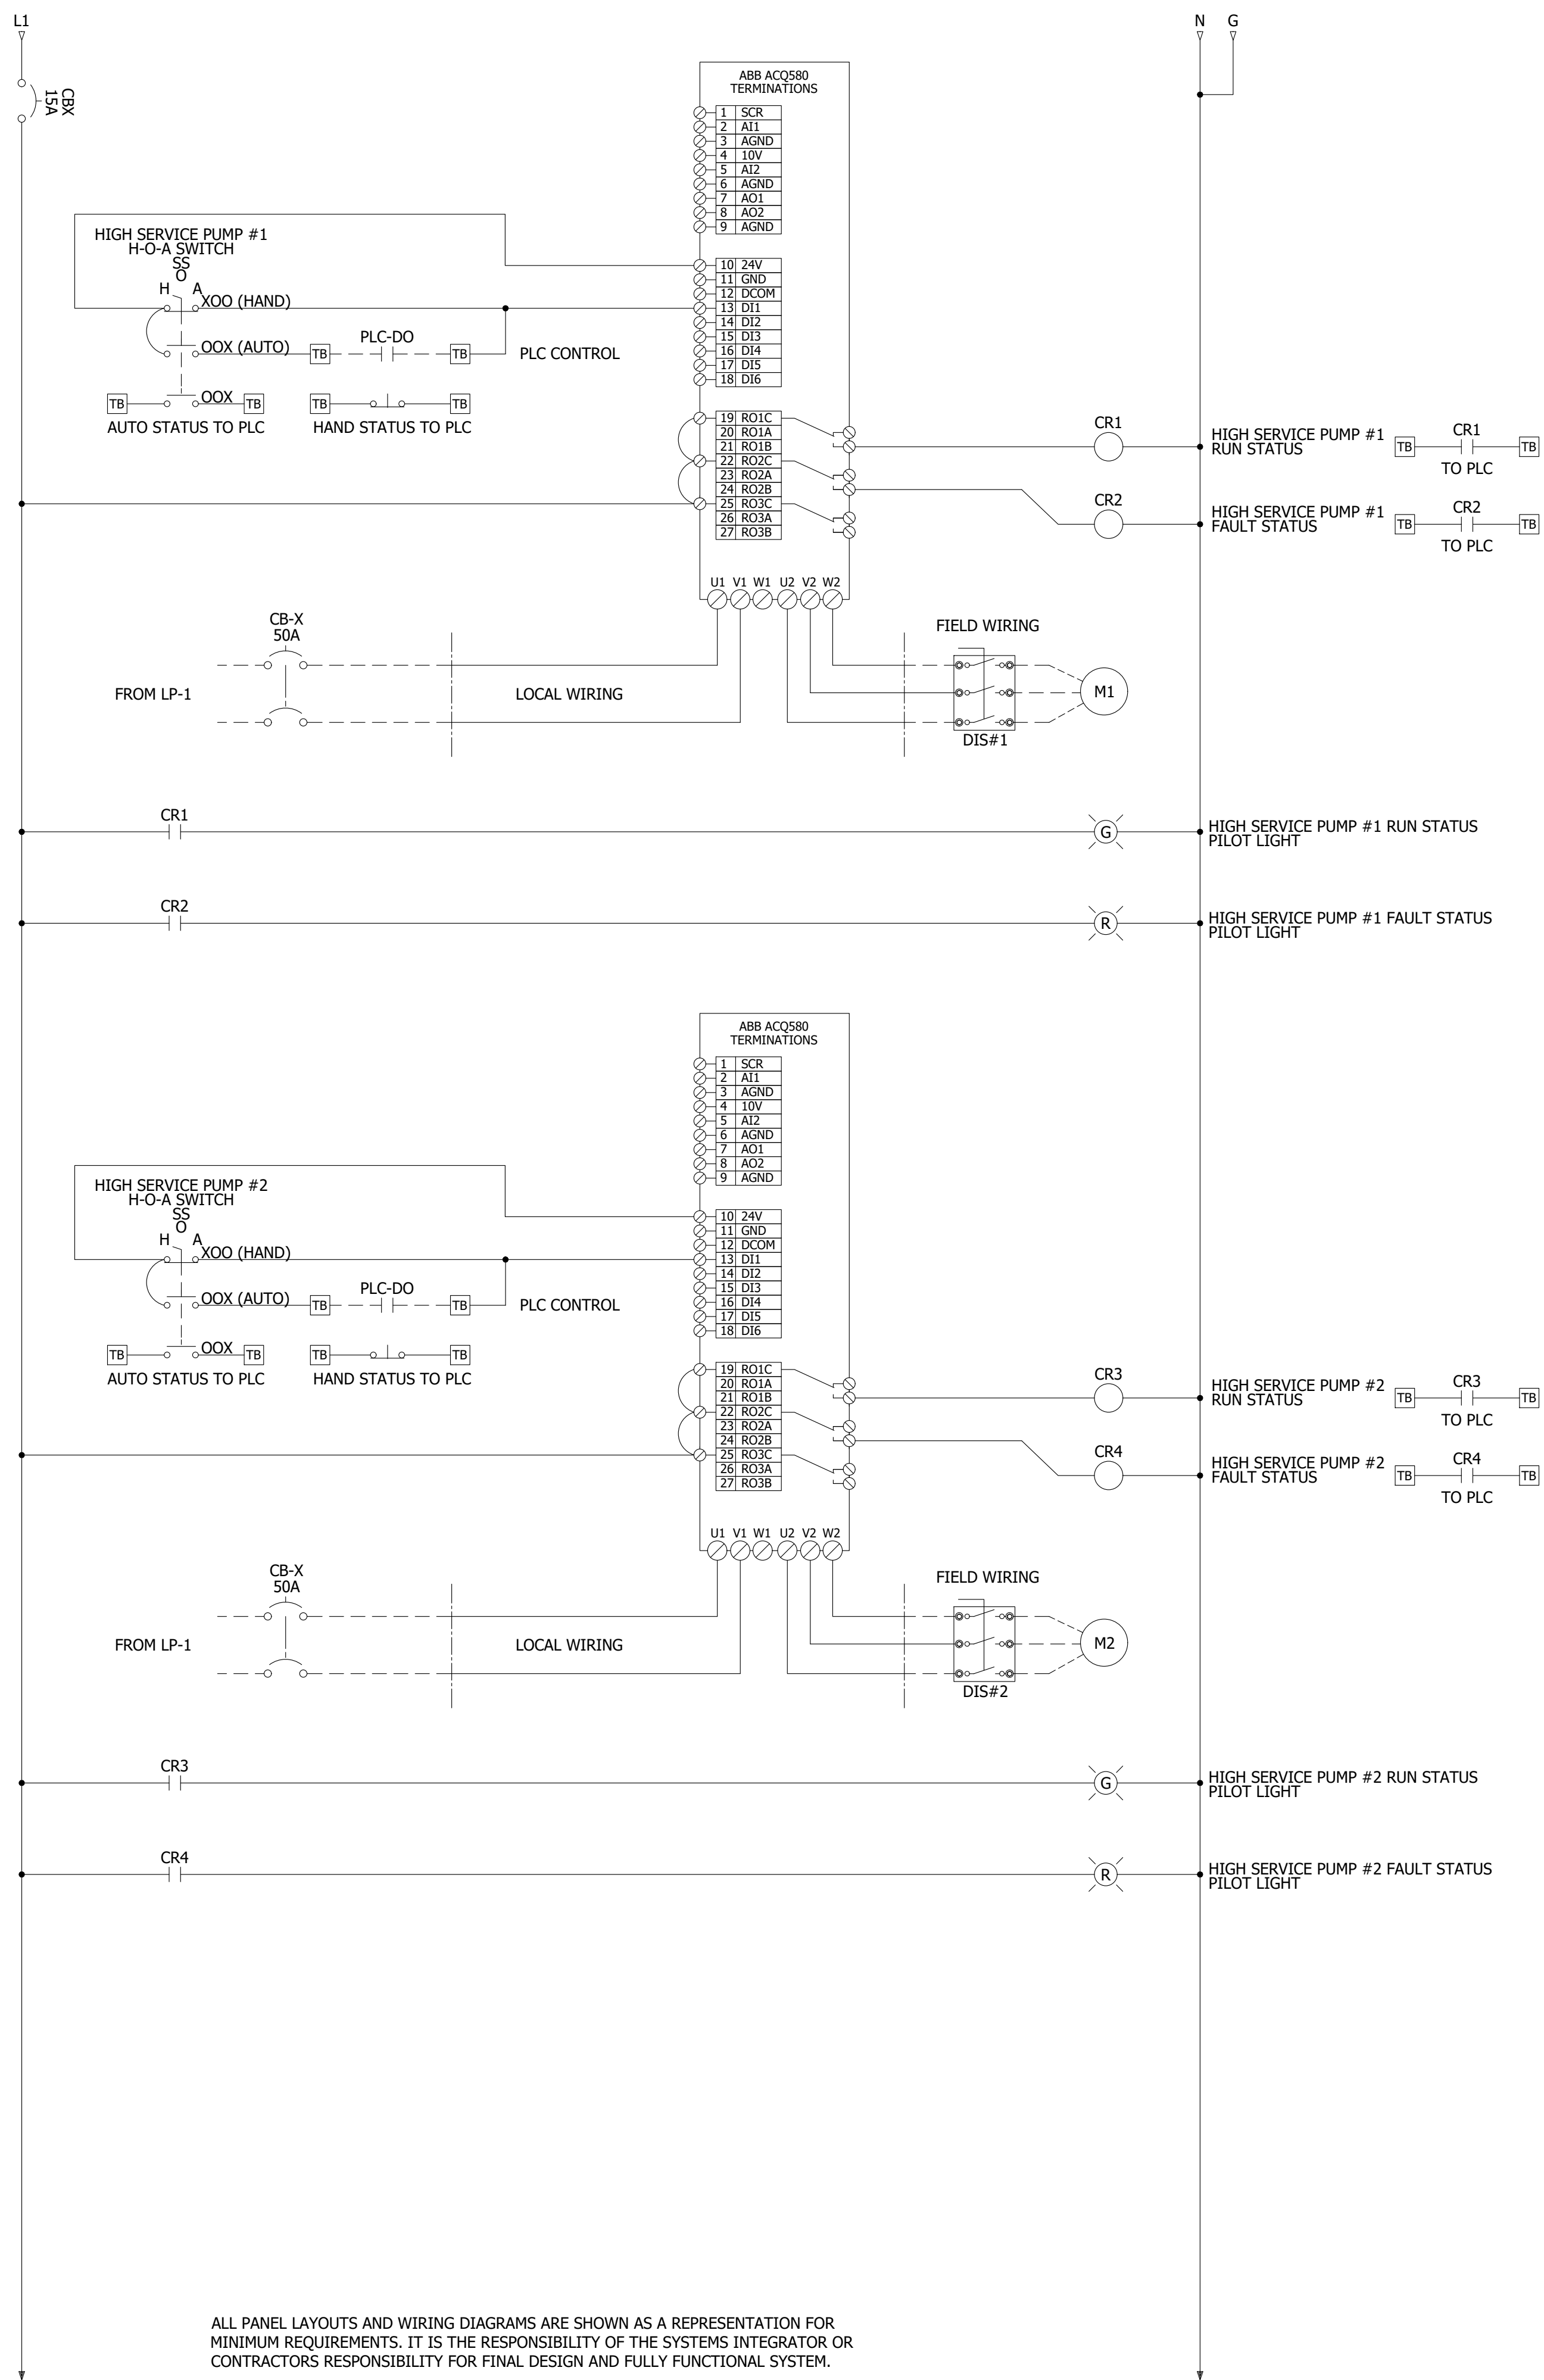 L1
N
G
CBX
15A
ABB ACQ580
TERMINATIONS
1 SCR
2 AI1
3 AGND
4 10V
5 AI2
6 AGND
7 AO1
8 AO2
9 AGND
HIGH SERVICE PUMP #1
H-O-A SWITCH
SS
O
H A
XOO (HAND)
10 24V
11 GND
12 DCOM
13 DI1
14 DI2
15 DI3
16 DI4
17 DI5
18 DI6
OOX (AUTO)
TB
PLC-DO
TB
PLC CONTROL
TB
OOX
TB
AUTO STATUS TO PLC
TB
TB
HAND STATUS TO PLC
19 RO1C
20 RO1A
21 RO1B
22 RO2C
23 RO2A
24 RO2B
25 RO3C
26 RO3A
27 RO3B
CR1
HIGH SERVICE PUMP #1
RUN STATUS
TB
CR1
TB
TO PLC
CR2
HIGH SERVICE PUMP #1
FAULT STATUS
TB
CR2
TB
TO PLC
U1 V1 W1 U2 V2 W2
CB-X
50A
FROM LP-1
LOCAL WIRING
FIELD WIRING
M1
DIS#1
CR1
G
HIGH SERVICE PUMP #1 RUN STATUS
PILOT LIGHT
CR2
R
HIGH SERVICE PUMP #1 FAULT STATUS
PILOT LIGHT
ABB ACQ580
TERMINATIONS
1 SCR
2 AI1
3 AGND
4 10V
5 AI2
6 AGND
7 AO1
8 AO2
9 AGND
HIGH SERVICE PUMP #2
H-O-A SWITCH
SS
O
H A
XOO (HAND)
10 24V
11 GND
12 DCOM
13 DI1
14 DI2
15 DI3
16 DI4
17 DI5
18 DI6
OOX (AUTO)
TB
PLC-DO
TB
PLC CONTROL
TB
OOX
TB
AUTO STATUS TO PLC
TB
TB
HAND STATUS TO PLC
19 RO1C
20 RO1A
21 RO1B
22 RO2C
23 RO2A
24 RO2B
25 RO3C
26 RO3A
27 RO3B
CR3
HIGH SERVICE PUMP #2
RUN STATUS
TB
CR3
TB
TO PLC
CR4
HIGH SERVICE PUMP #2
FAULT STATUS
TB
CR4
TB
TO PLC
U1 V1 W1 U2 V2 W2
CB-X
50A
FROM LP-1
LOCAL WIRING
FIELD WIRING
M2
DIS#2
CR3
G
HIGH SERVICE PUMP #2 RUN STATUS
PILOT LIGHT
CR4
R
HIGH SERVICE PUMP #2 FAULT STATUS
PILOT LIGHT
ALL PANEL LAYOUTS AND WIRING DIAGRAMS ARE SHOWN AS A REPRESENTATION FOR
MINIMUM REQUIREMENTS. IT IS THE RESPONSIBILITY OF THE SYSTEMS INTEGRATOR OR
CONTRACTORS RESPONSIBILITY FOR FINAL DESIGN AND FULLY FUNCTIONAL SYSTEM.